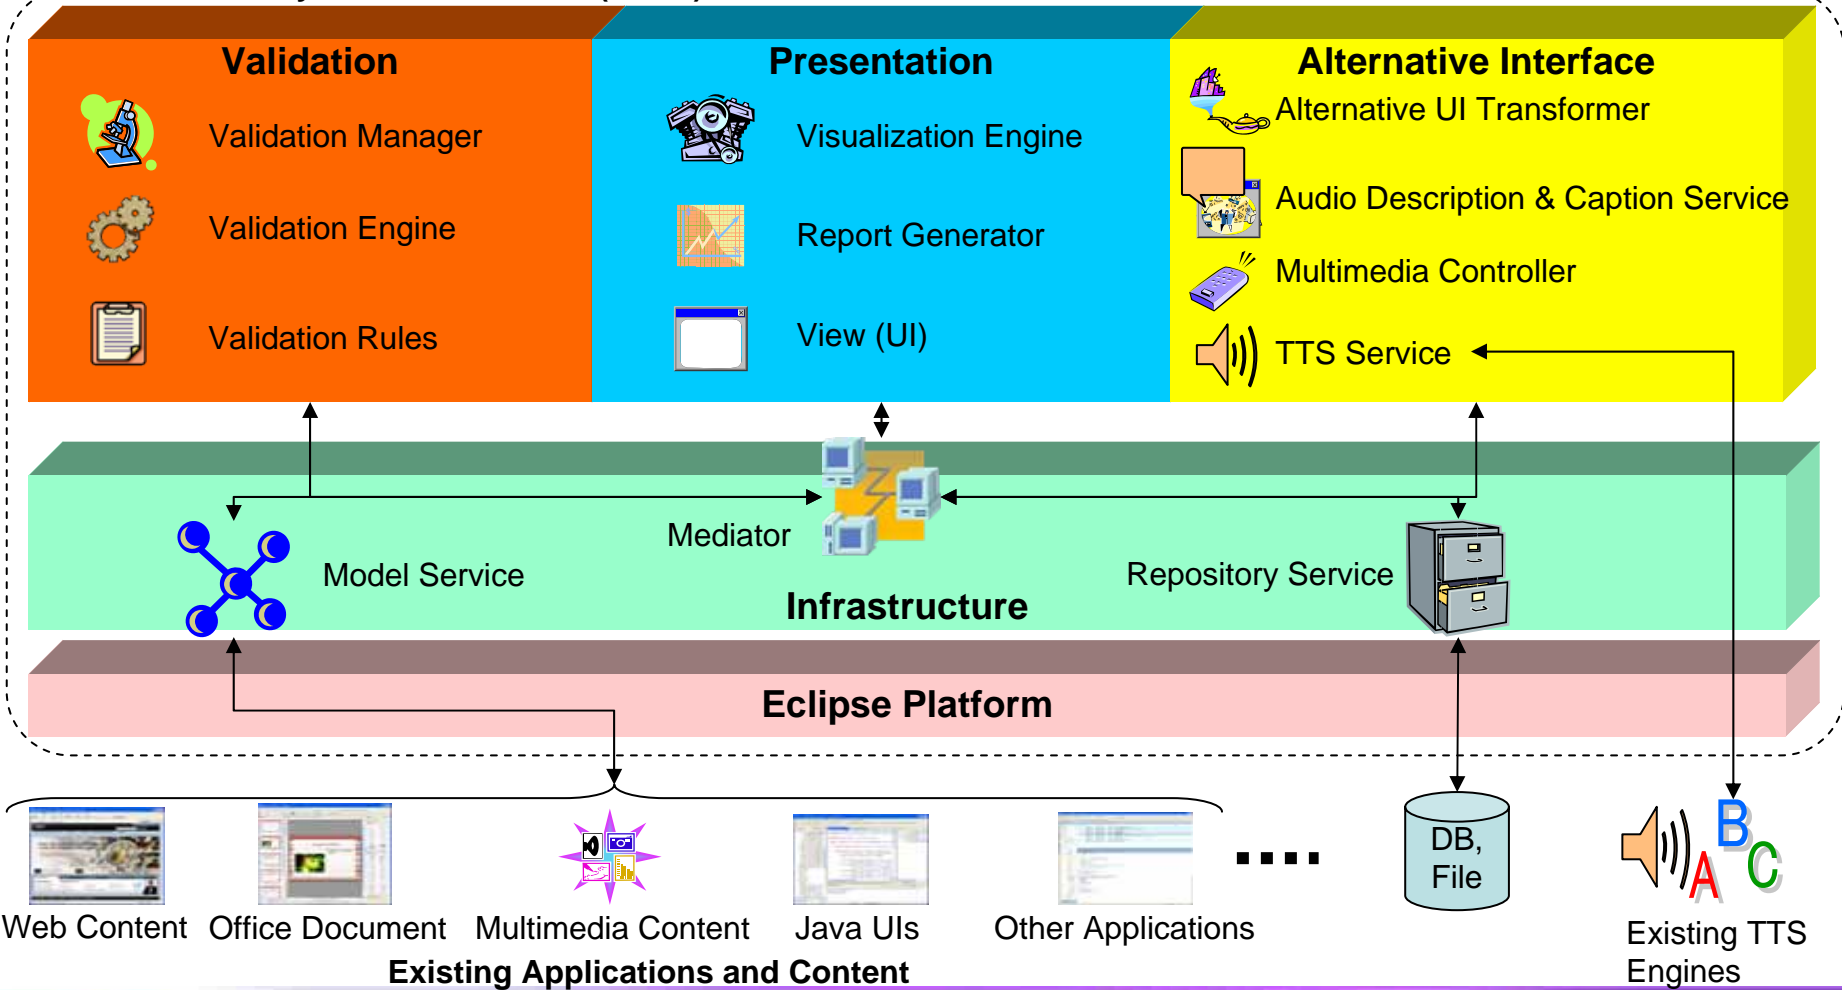 Validation
Validation Manager
Validation Engine
Validation Rules
Presentation
Visualization Engine
Report Generator
View (UI)
Alternative Interface
Alternative UI Transformer
Audio Description & Caption Service
Multimedia Controller
TTS Service
Mediator
Model Service
Repository Service
Infrastructure
Eclipse Platform
DB,
File
B
A
C
Web Content
Office Document
Multimedia Content
Java UIs
Other Applications
Existing TTS
Engines
Existing Applications and Content